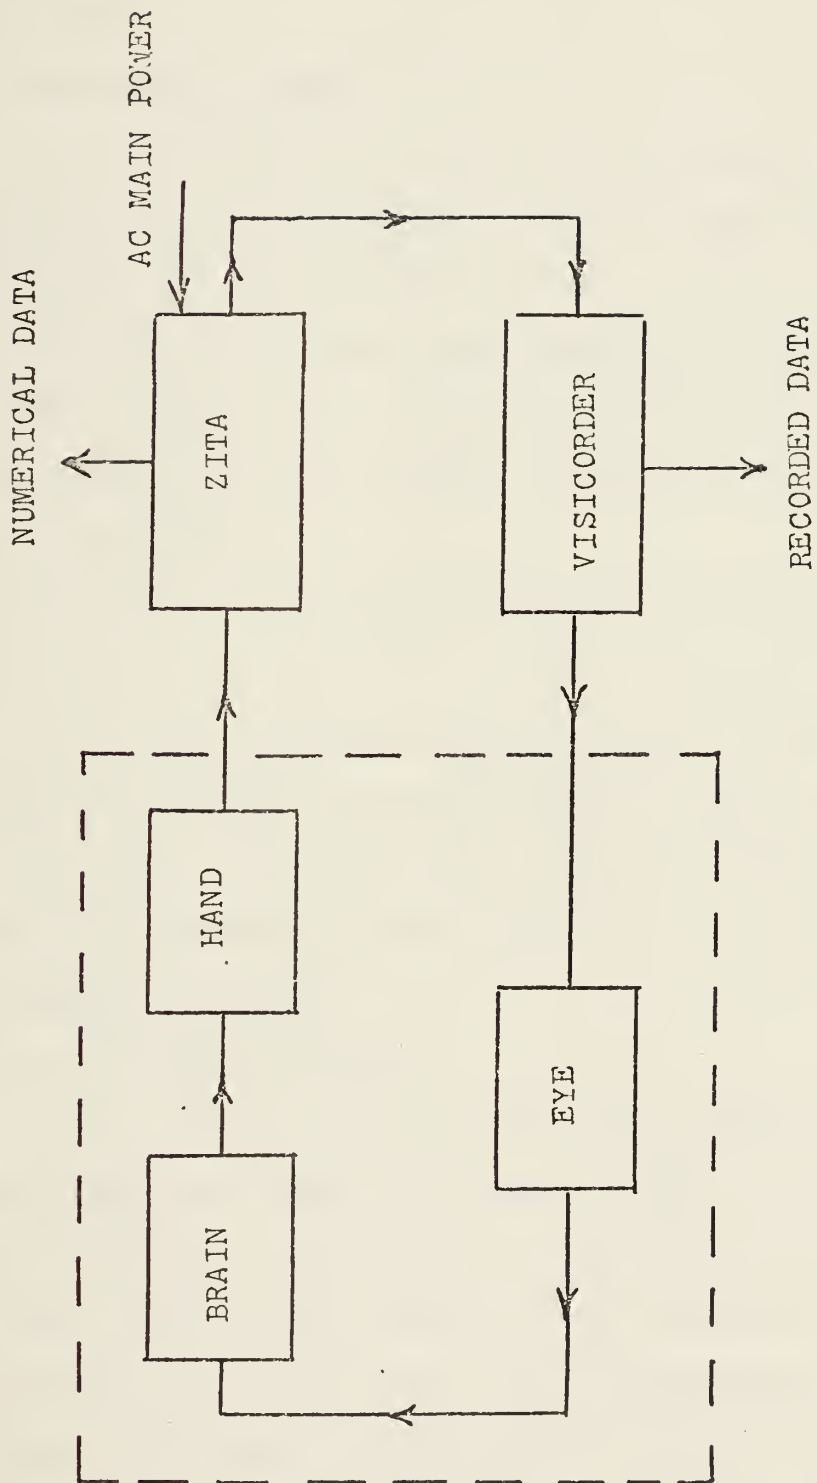 NUMERICAL DATA
AC MAIN POWER
BRAIN
HAND
ZITA
EYE
VISICORDER
RECORDED DATA